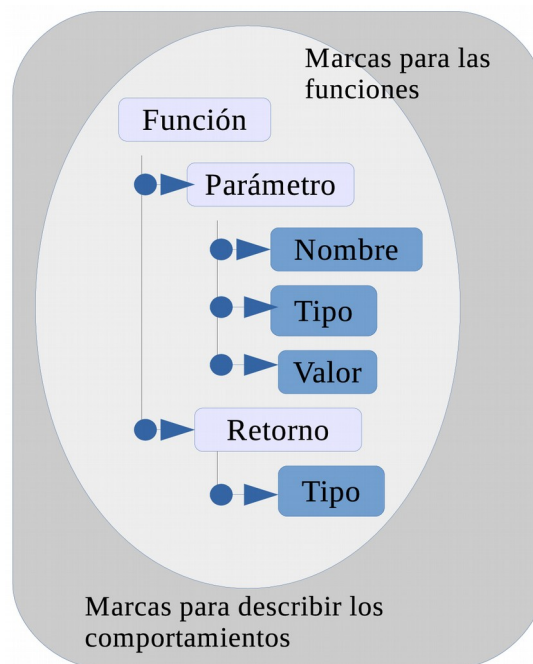 Marcas para las
funciones
Función
Parámetro
Nombre
Tipo
Valor
Retorno
Tipo
Marcas para describir los
comportamientos